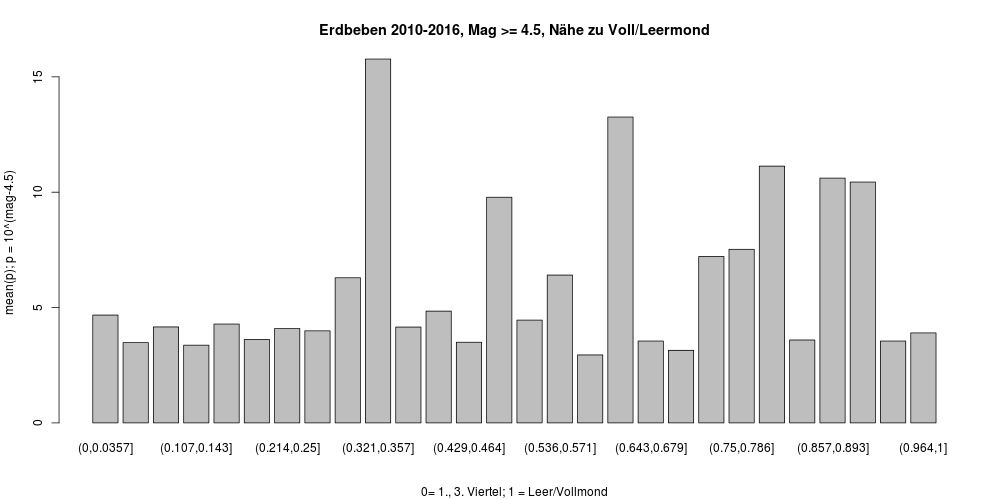 Erdbeben 2010-2016, Mag >= 4.5, Nähe zu Voll/Leermond
mean(p); p = 10^(mag-4.5)
15
10
5
0
(0,0.0357] (0.107,0.143] (0.214,0.25] (0.321,0.357] (0.429,0.464] (0.536,0.571] (0.643,0.679] (0.75,0.786] (0.857,0.893] (0.964,1]
0= 1., 3. Viertel; 1 = Leer/Vollmond